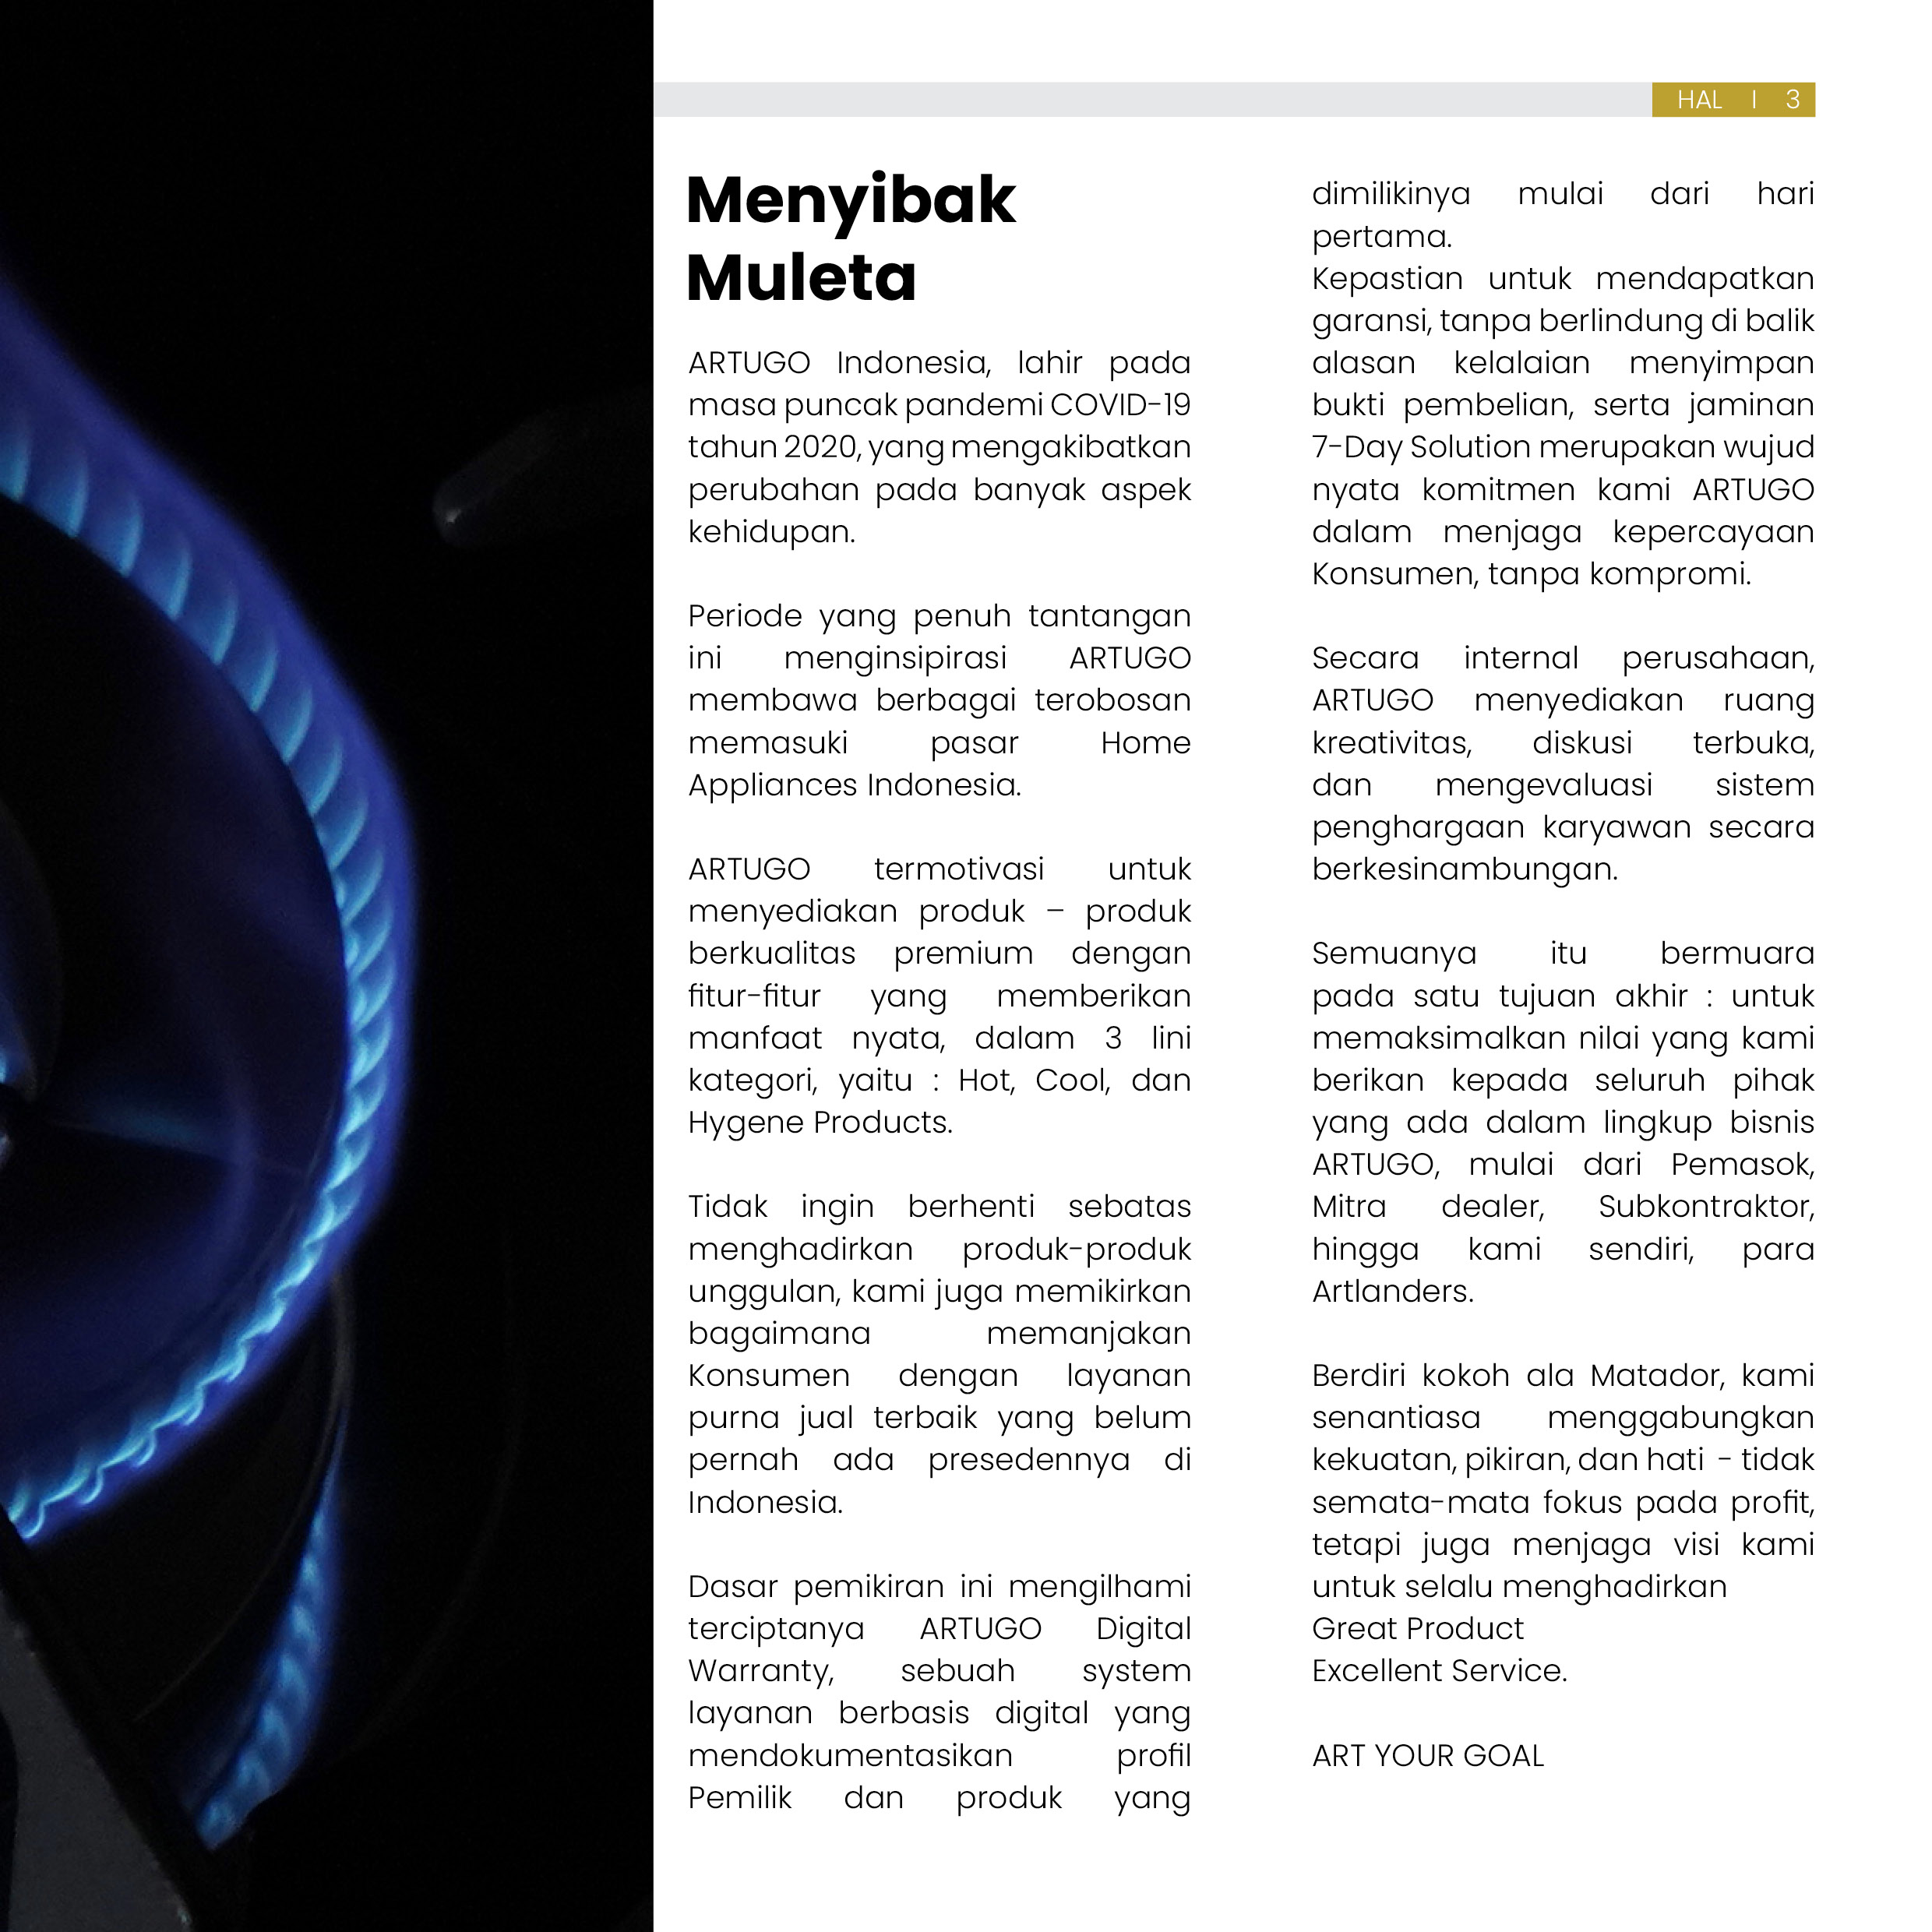 HAL | 3
Menyibak
Muleta
ARTUGO Indonesia, lahir pada
masa puncak pandemi COVID-19
tahun 2020, yang mengakibatkan
perubahan pada banyak aspek
kehidupan.
Periode yang penuh tantangan
ini menginsipirasi ARTUGO
membawa berbagai terobosan
memasuki pasar Home
Appliances Indonesia.
ARTUGO termotivasi untuk
menyediakan produk – produk
berkualitas premium dengan
fitur-fitur yang memberikan
manfaat nyata, dalam 3 lini
kategori, yaitu : Hot, Cool, dan
Hygene Products.
Tidak ingin berhenti sebatas
menghadirkan produk-produk
unggulan, kami juga memikirkan
bagaimana memanjakan
Konsumen dengan layanan
purna jual terbaik yang belum
pernah ada presedennya di
Indonesia.
Dasar pemikiran ini mengilhami
terciptanya ARTUGO Digital
Warranty, sebuah system
layanan berbasis digital yang
mendokumentasikan profil
Pemilik dan produk yang
dimilikinya mulai dari hari
pertama.
Kepastian untuk mendapatkan
garansi, tanpa berlindung di balik
alasan kelalaian menyimpan
bukti pembelian, serta jaminan
7-Day Solution merupakan wujud
nyata komitmen kami ARTUGO
dalam menjaga kepercayaan
Konsumen, tanpa kompromi.
Secara internal perusahaan,
ARTUGO menyediakan ruang
kreativitas, diskusi terbuka,
dan mengevaluasi sistem
penghargaan karyawan secara
berkesinambungan.
Semuanya itu bermuara
pada satu tujuan akhir : untuk
memaksimalkan nilai yang kami
berikan kepada seluruh pihak
yang ada dalam lingkup bisnis
ARTUGO, mulai dari Pemasok,
Mitra dealer, Subkontraktor,
hingga kami sendiri, para
Artlanders.
Berdiri kokoh ala Matador, kami
senantiasa menggabungkan
kekuatan, pikiran, dan hati - tidak
semata-mata fokus pada profit,
tetapi juga menjaga visi kami
untuk selalu menghadirkan
Great Product
Excellent Service.
ART YOUR GOAL